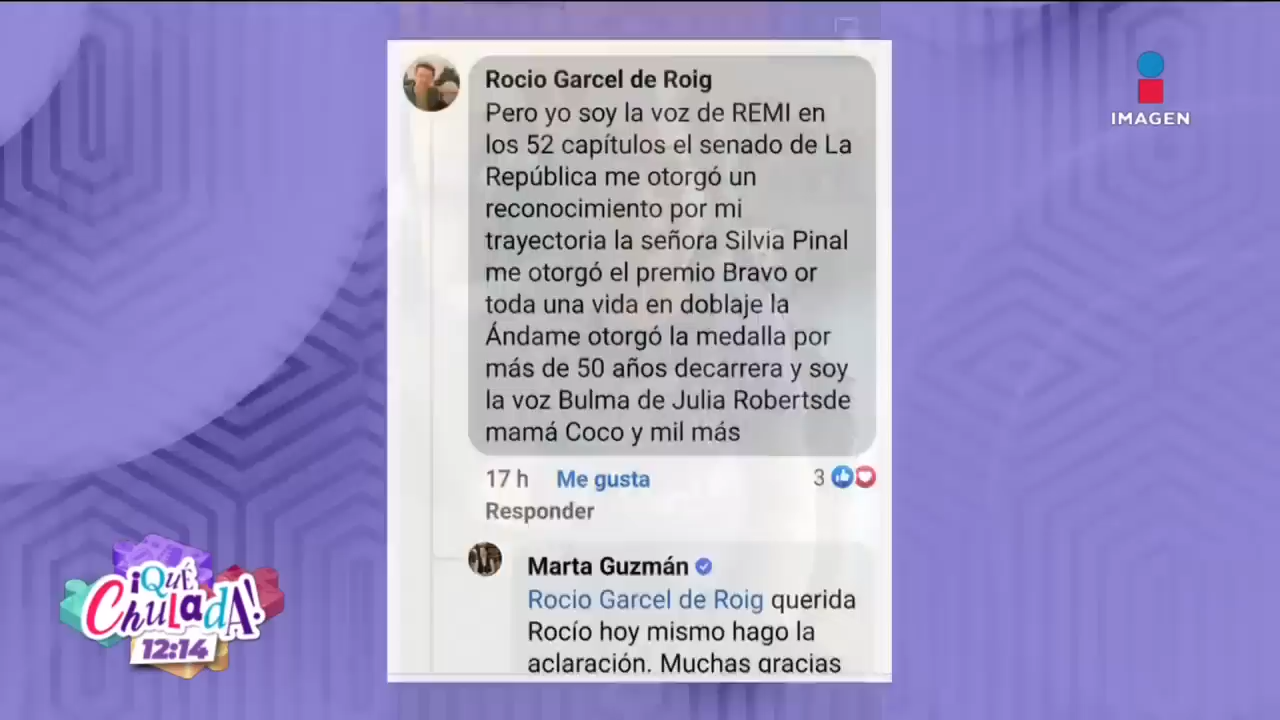 Rocio Garcel de Roig
Pero yo soy la voz de REMI en
los 52 capítulos el senado de La
República me otorgó un
reconocimiento por mi
trayectoria la señora Silvia Pinal
me otorgó el premio Bravo or
toda una vida en doblaje la
Ándame otorgó la medalla por
más de 50 años decarrera y soy
la voz Bulma de Julia Robertsde
mamá Coco y mil más
17 h Me gusta 3
Responder
Marta Guzmán
Rocio Garcel de Roig querida
Rocío hoy mismo hago la
aclaración. Muchas gracias
IMAGEN
¡QUÉ
ChuLadA!
12:14